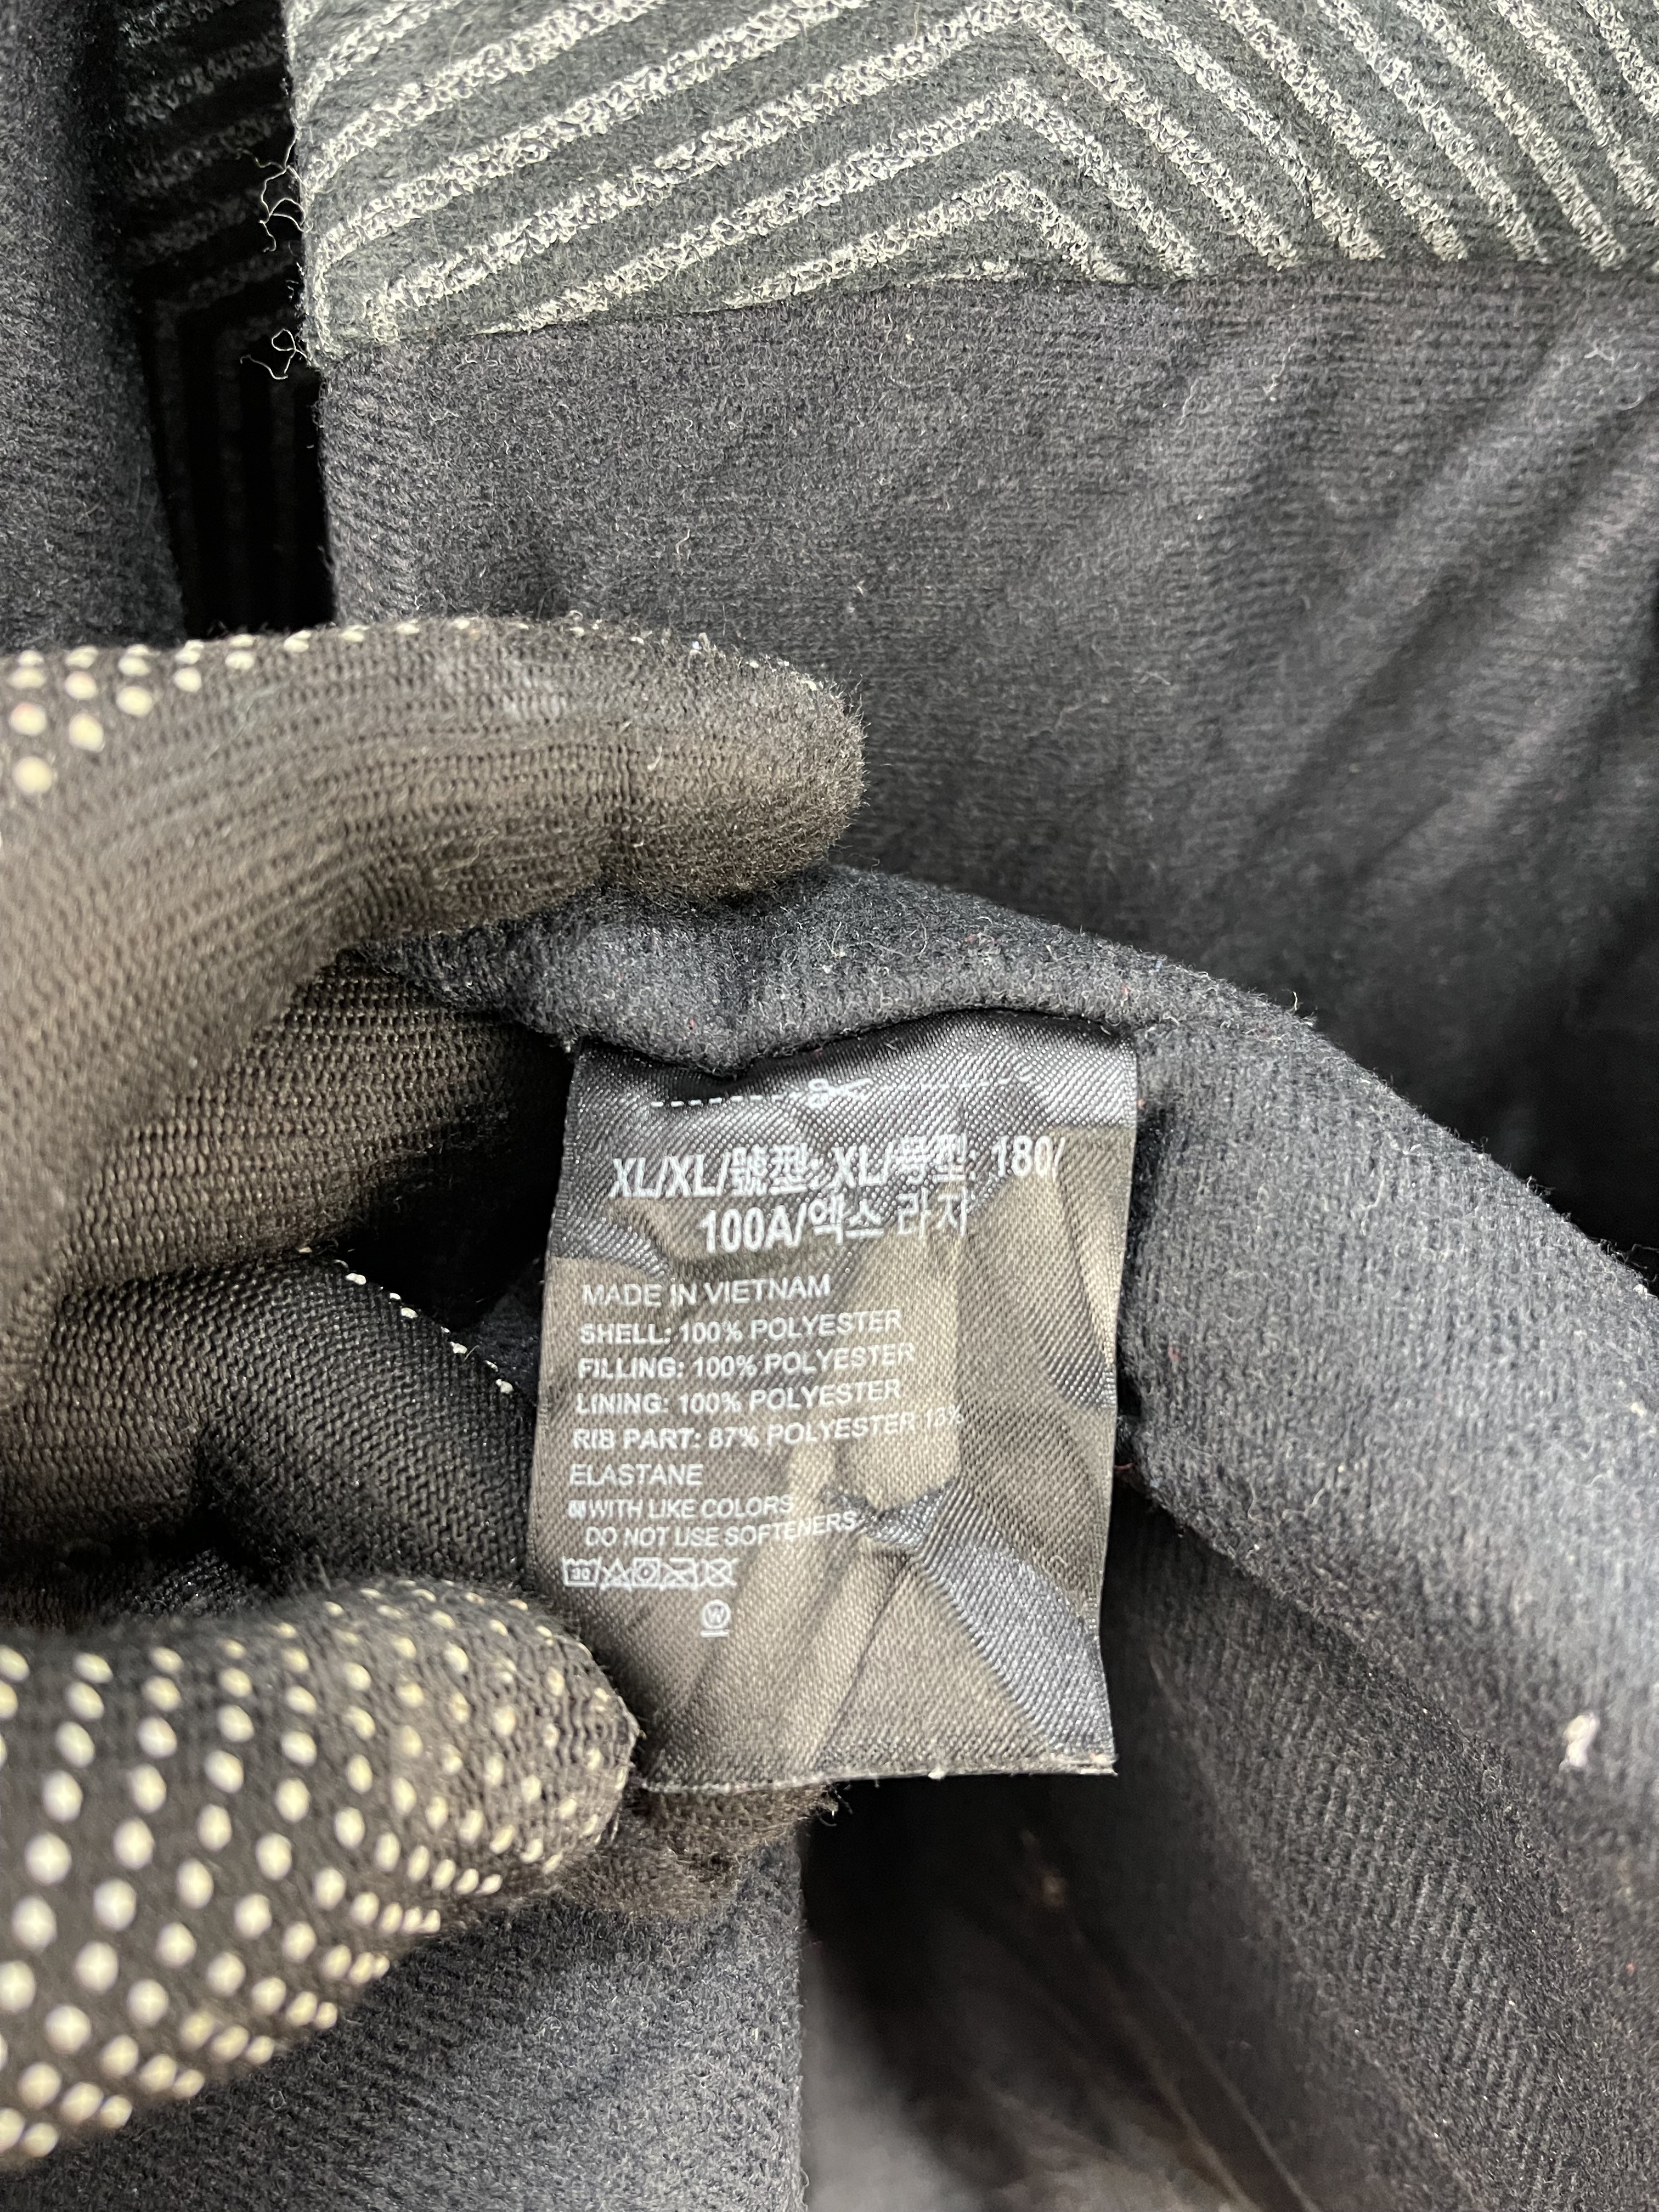 XL/XL/號型: XL/号型: 180/
100A/엑스 라지
MADE IN VIETNAM
SHELL: 100% POLYESTER
FILLING: 100% POLYESTER
LINING: 100% POLYESTER
RIB PART: 87% POLYESTER 13%
ELASTANE
WITH LIKE COLORS
DO NOT USE SOFTENERS
30
W